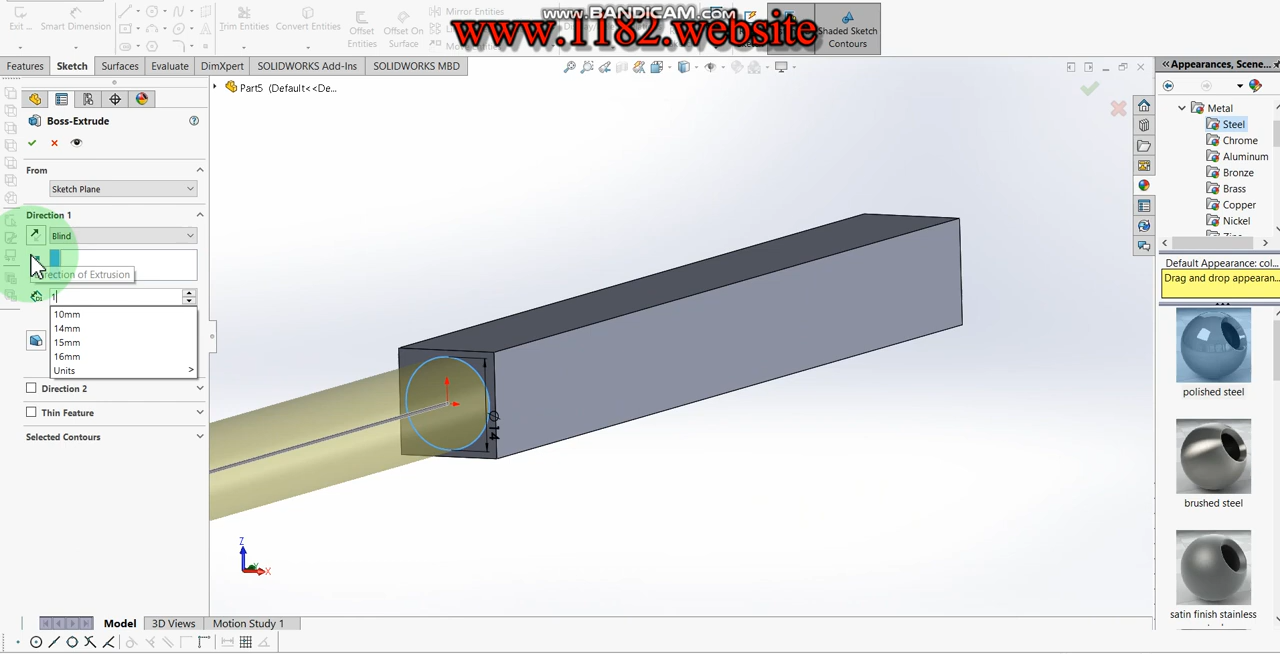 www.BANDICAM.com
www.1182.website
Exit ...
Smart Dimension
Trim Entities
Convert Entities
Offset
Entities
Offset On
Surface
Mirror Entities
Shaded Sketch
Contours
Features
Sketch
Surfaces
Evaluate
DimXpert
SOLIDWORKS Add-Ins
SOLIDWORKS MBD
Part5 (Default<<De...
Boss-Extrude
From
Sketch Plane
Direction 1
Blind
Direction of Extrusion
1
10mm
14mm
15mm
16mm
Units >
Direction 2
Thin Feature
Selected Contours
Ø14
Z
X
Appearances, Scene...
Metal
Steel
Chrome
Aluminum
Bronze
Brass
Copper
Nickel
Default Appearance: col...
Drag and drop appearan...
polished steel
brushed steel
satin finish stainless
Model
3D Views
Motion Study 1